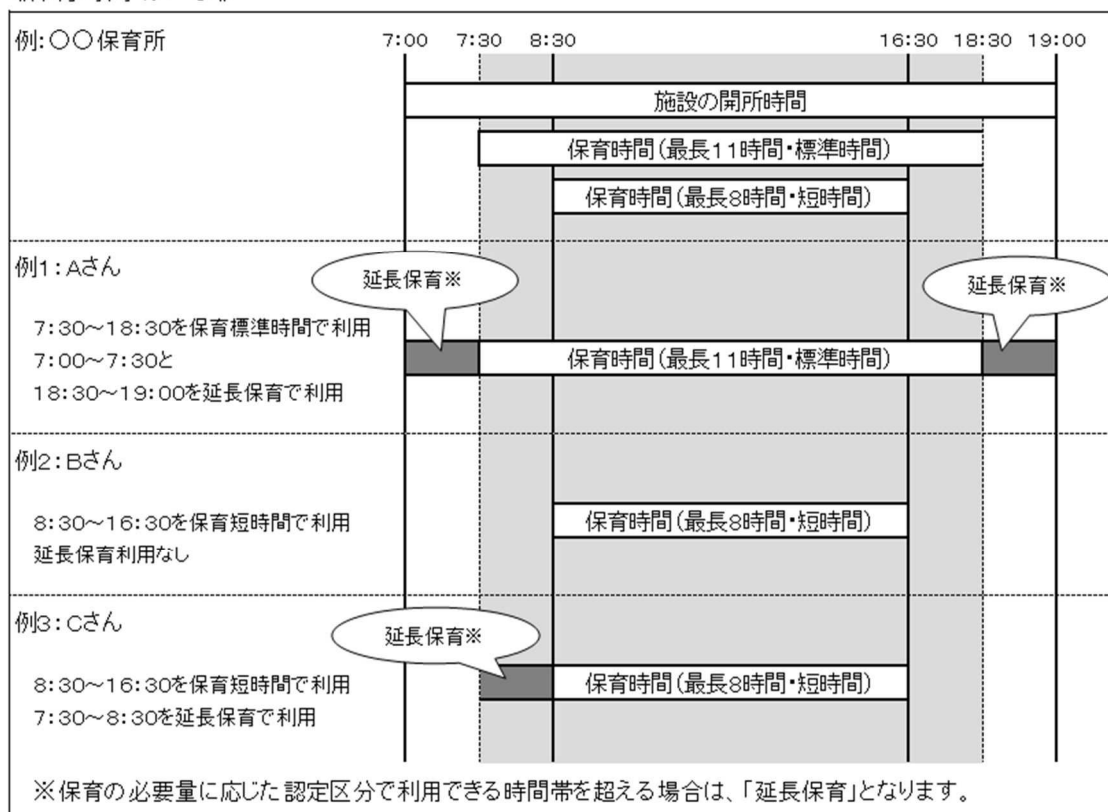 例:〇〇保育所
7:00 7:30 8:30 16:30 18:30 19:00
施設の開所時間
保育時間(最長11時間・標準時間)
保育時間(最長8時間・短時間)
例1:Aさん
延長保育※
延長保育※
7:30～18:30を保育標準時間で利用
7:00～7:30と
18:30～19:00を延長保育で利用
保育時間(最長11時間・標準時間)
例2:Bさん
8:30～16:30を保育短時間で利用
延長保育利用なし
保育時間(最長8時間・短時間)
例3:Cさん
延長保育※
8:30～16:30を保育短時間で利用
7:30～8:30を延長保育で利用
保育時間(最長8時間・短時間)
※保育の必要量に応じた認定区分で利用できる時間帯を超える場合は、「延長保育」となります。